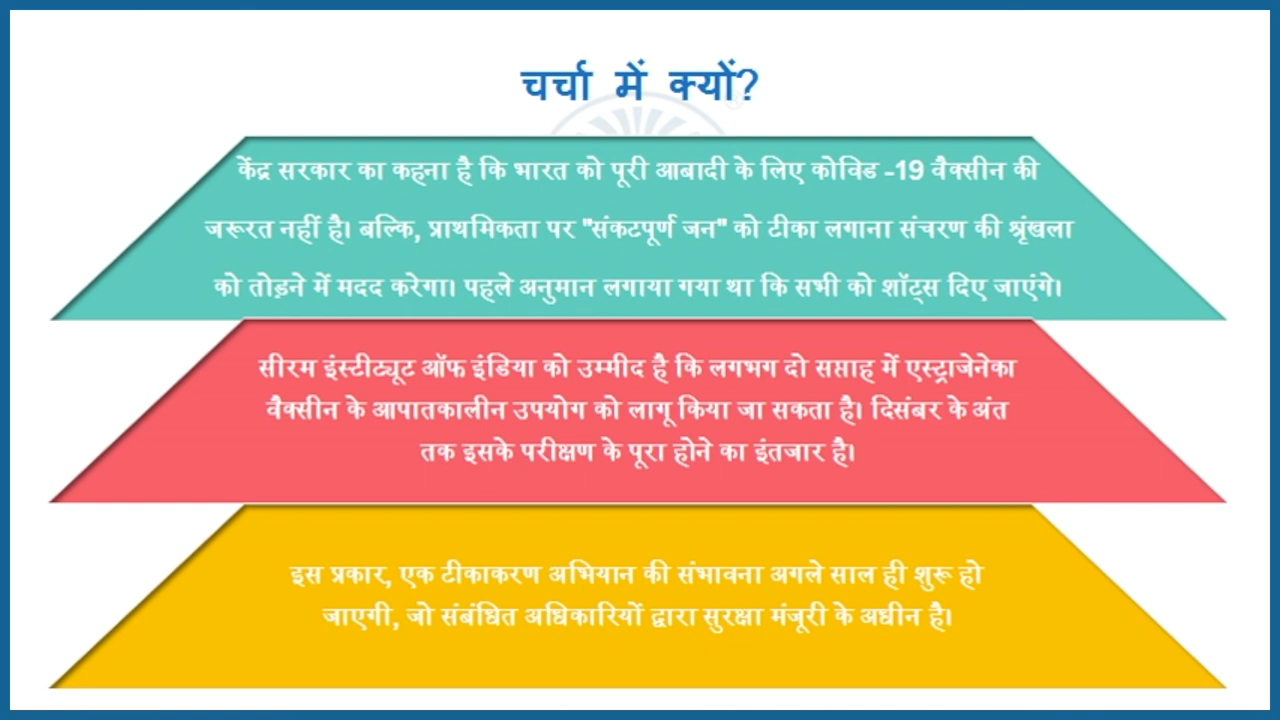 चर्चा में क्यों?
केंद्र सरकार का कहना है कि भारत को पूरी आबादी के लिए कोविड -19 वैक्सीन की
जरूरत नहीं है। बल्कि, प्राथमिकता पर "संकटपूर्ण जन" को टीका लगाना संचरण की श्रृंखला
को तोड़ने में मदद करेगा। पहले अनुमान लगाया गया था कि सभी को शॉट्स दिए जाएंगे।
सीरम इंस्टीट्यूट ऑफ इंडिया को उम्मीद है कि लगभग दो सप्ताह में एस्ट्राजेनेका
वैक्सीन के आपातकालीन उपयोग को लागू किया जा सकता है। दिसंबर के अंत
तक इसके परीक्षण के पूरा होने का इंतजार है।
इस प्रकार, एक टीकाकरण अभियान की संभावना अगले साल ही शुरू हो
जाएगी, जो संबंधित अधिकारियों द्वारा सुरक्षा मंजूरी के अधीन है।